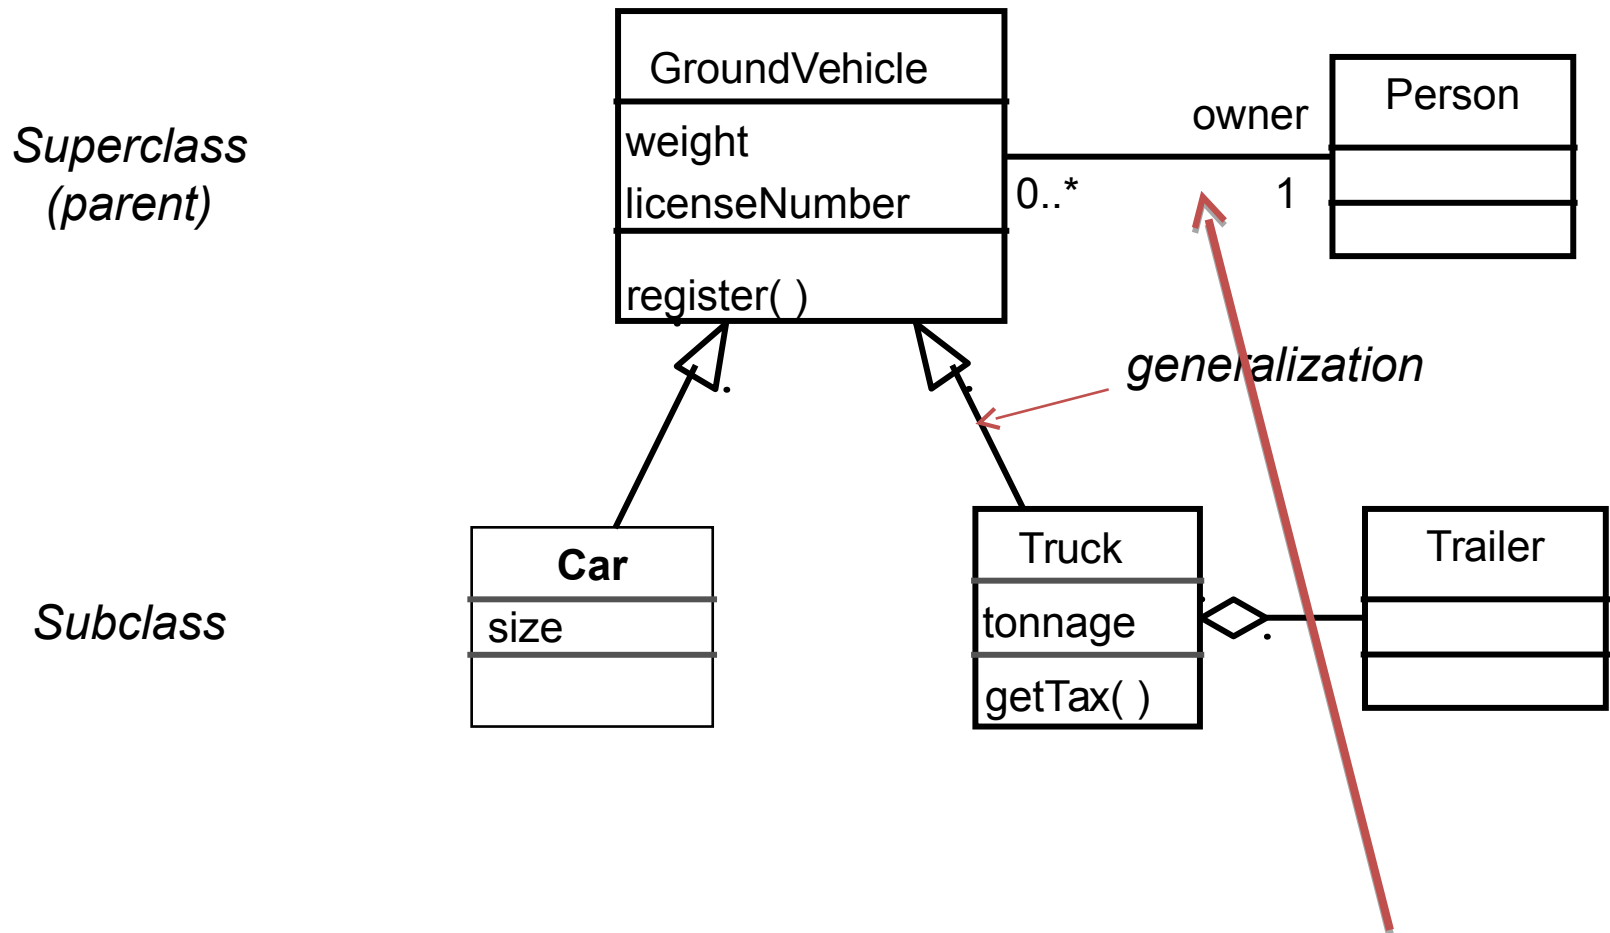 GroundVehicle
weight
licenseNumber
register( )
Superclass
(parent)
owner
0..*
1
Person
generalization
Subclass
Car
size
Truck
tonnage
getTax( )
Trailer